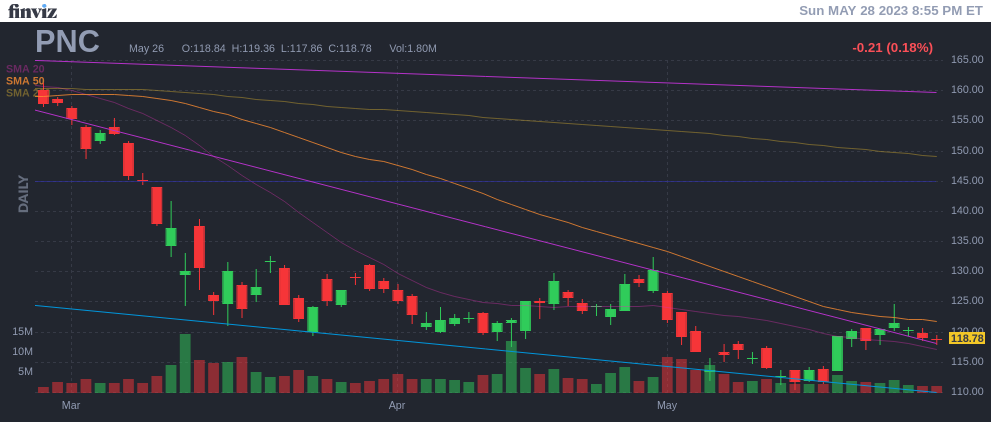 finviz
Sun MAY 28 2023 8:55 PM ET
PNC
May 26 O:118.84 H:119.36 L:117.86 C:118.78 Vol:1.80M
-0.21 (0.18%)
SMA 20
SMA 50
SMA 2
DAILY
165.00
160.00
155.00
150.00
145.00
140.00
135.00
130.00
125.00
120.00
118.78
115.00
110.00
15M
10M
5M
Mar
Apr
May